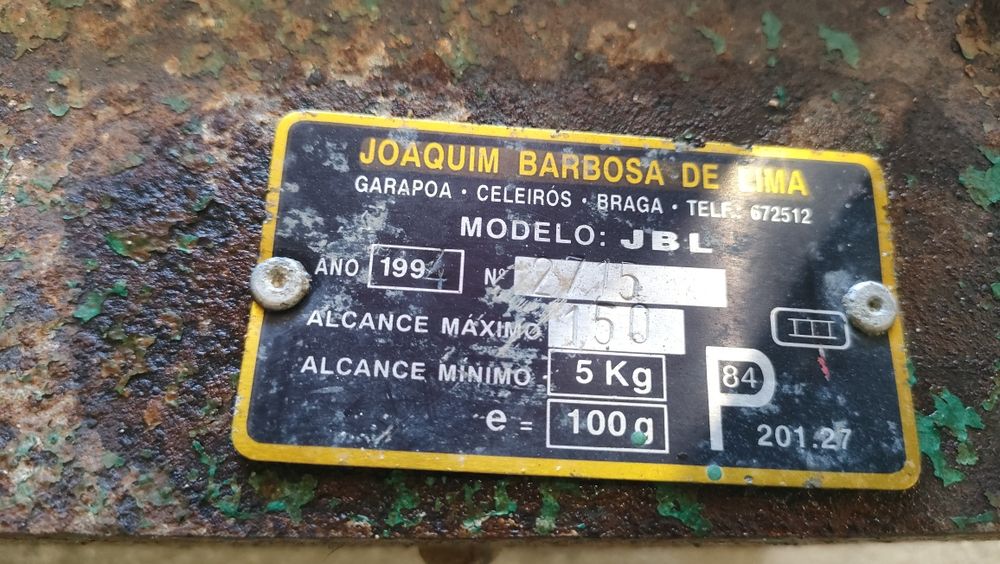 JOAQUIM BARBOSA DE LIMA
GARAPOA · CELEIRÓS · BRAGA · TELF.: 672512
MODELO: JBL
ANO 1994 Nº 2715
ALCANCE MÁXIMO 150
ALCANCE MÍNIMO 5 Kg
e = 100 g
P 84
III
201.27